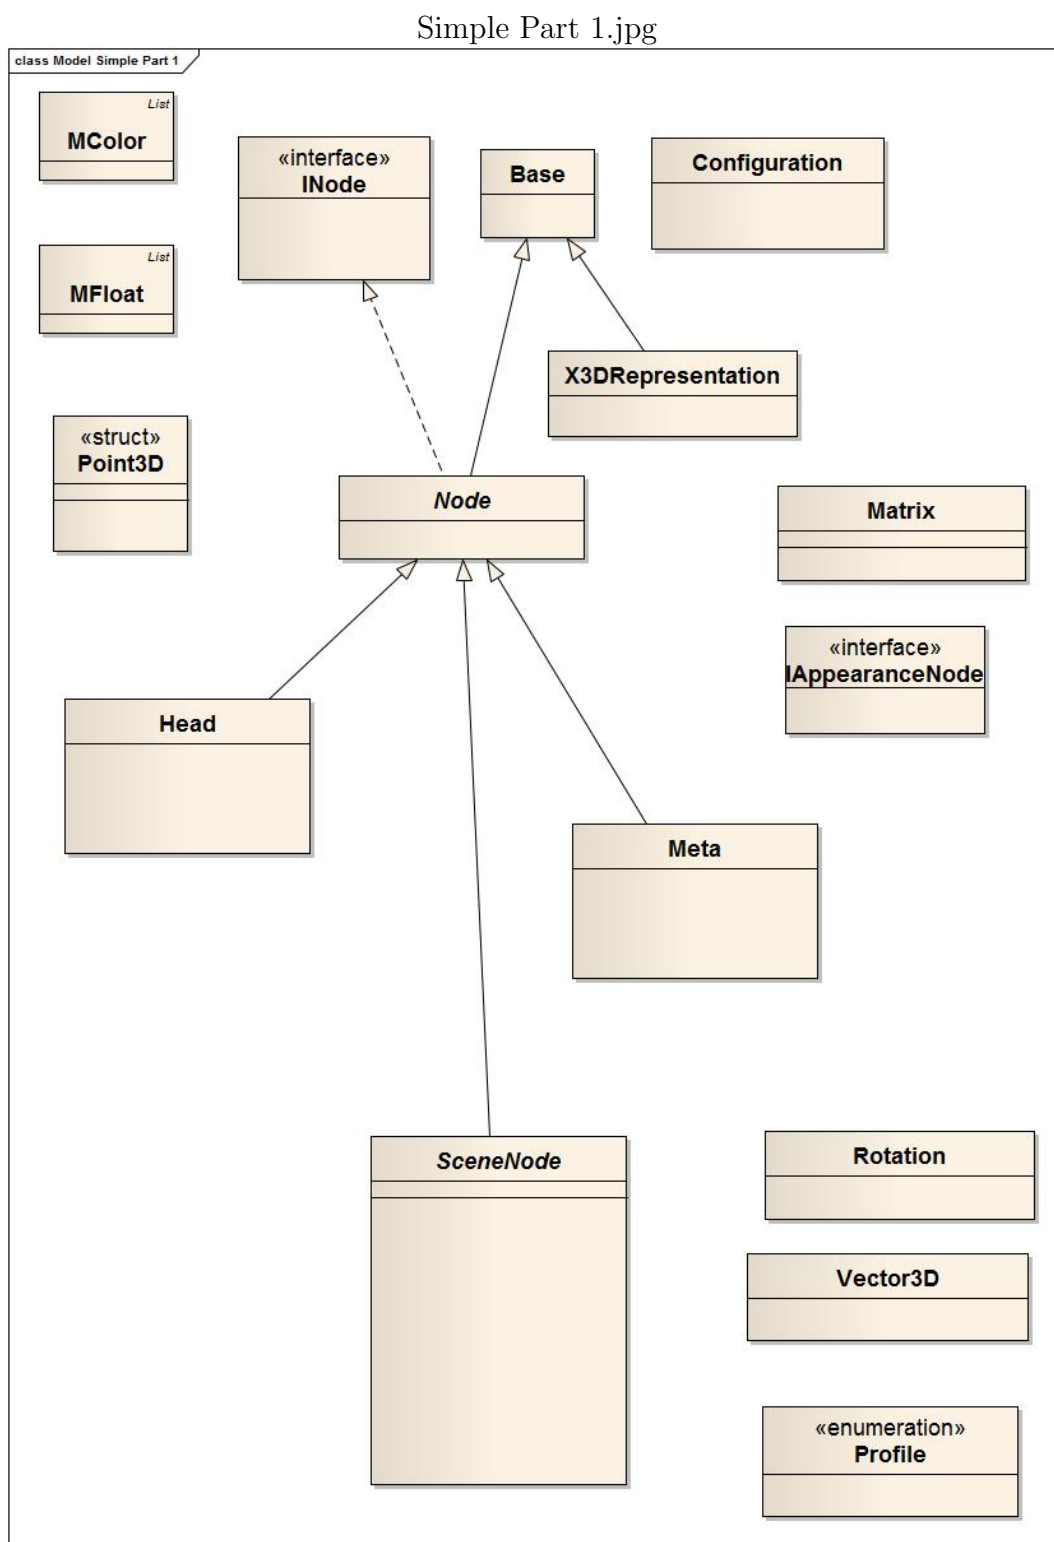 Simple Part 1.jpg
class Model Simple Part 1
List
MColor
«interface»
INode
Base
Configuration
List
MFloat
X3DRepresentation
«struct»
Point3D
Node
Matrix
«interface»
IAppearanceNode
Head
Meta
SceneNode
Rotation
Vector3D
«enumeration»
Profile